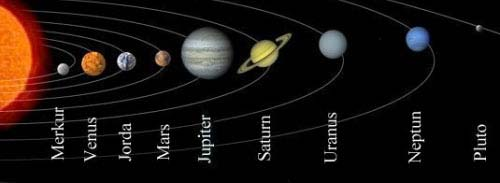 Merkur
Venus
Jorda
Mars
Jupiter
Saturn
Uranus
Neptun
Pluto